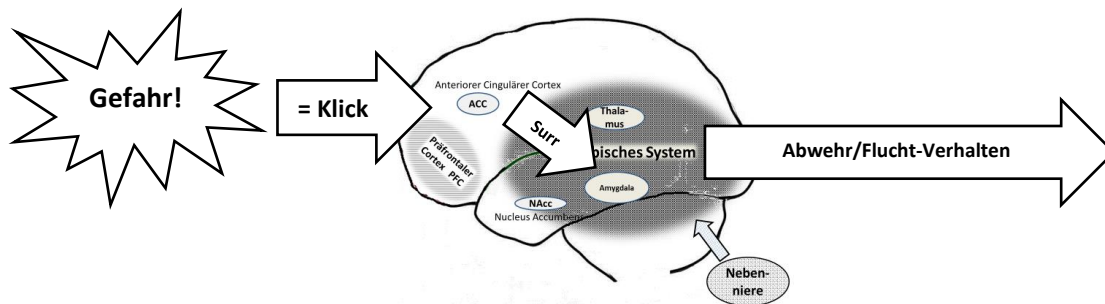 Gefahr!
= Klick
Anteriorer Cingulärer Cortex
ACC
Surr
Thala-
mus
bisches System
Präfrontaler
Cortex PFC
Amygdala
NAcc
Nucleus Accumbens
Abwehr/Flucht-Verhalten
Neben-
niere